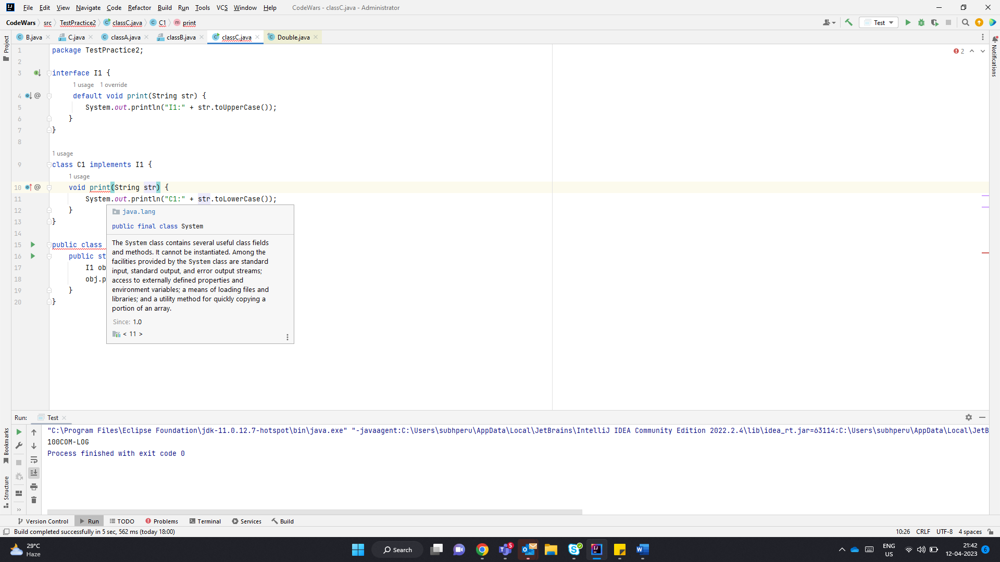 File Edit View Navigate Code Refactor Build Run Tools VCS Window Help CodeWars - classC.java - Administrator
CodeWars src TestPractice2 classC.java C1 m print Test
B.java C.java classA.java classB.java classC.java Double.java
Project
Notifications
2
1 package TestPractice2;
2
3 interface I1 {
1 usage 1 override
4 @ default void print(String str) {
5 System.out.println("I1:" + str.toUpperCase());
6 }
7 }
8
1 usage
9 class C1 implements I1 {
1 usage
10 @ void print(String str) {
11 System.out.println("C1:" + str.toLowerCase());
12 }
13 }
14
15 public class
16 public st
17 I1 ob
18 obj.p
19 }
20 }
java.lang
public final class System
The System class contains several useful class fields
and methods. It cannot be instantiated. Among the
facilities provided by the System class are standard
input, standard output, and error output streams;
access to externally defined properties and
environment variables; a means of loading files and
libraries; and a utility method for quickly copying a
portion of an array.
Since: 1.0
< 11 >
Run: Test
"C:\Program Files\Eclipse Foundation\jdk-11.0.12.7-hotspot\bin\java.exe" "-javaagent:C:\Users\subhperu\AppData\Local\JetBrains\IntelliJ IDEA Community Edition 2022.2.4\lib\idea_rt.jar=63114:C:\Users\subhperu\AppData\Local\JetB
100COM-LOG
Process finished with exit code 0
Bookmarks
Structure
Version Control Run TODO Problems Terminal Services Build
Build completed successfully in 5 sec, 562 ms (today 18:00) 10:26 CRLF UTF-8 4 spaces
29°C
Haze
Search
5
ENG
US
21:42
12-04-2023
6